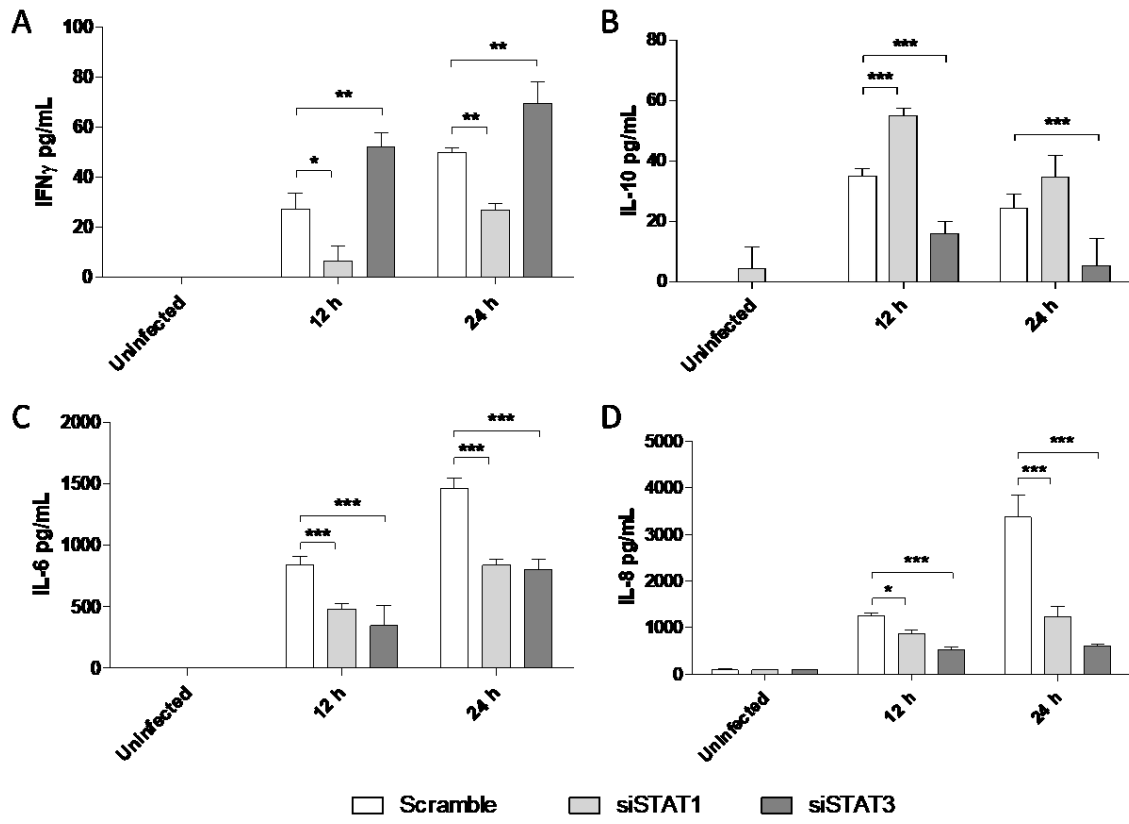 A
B
100
80
60
40
20
0
IFNγ pg/mL
**
*
**
**
Uninfected
12 h
24 h
80
60
40
20
0
IL-10 pg/mL
***
***
***
Uninfected
12 h
24 h
C
D
2000
1500
1000
500
0
IL-6 pg/mL
***
***
***
***
Uninfected
12 h
24 h
5000
4000
3000
2000
1000
0
IL-8 pg/mL
***
*
***
***
Uninfected
12 h
24 h
Scramble siSTAT1 siSTAT3